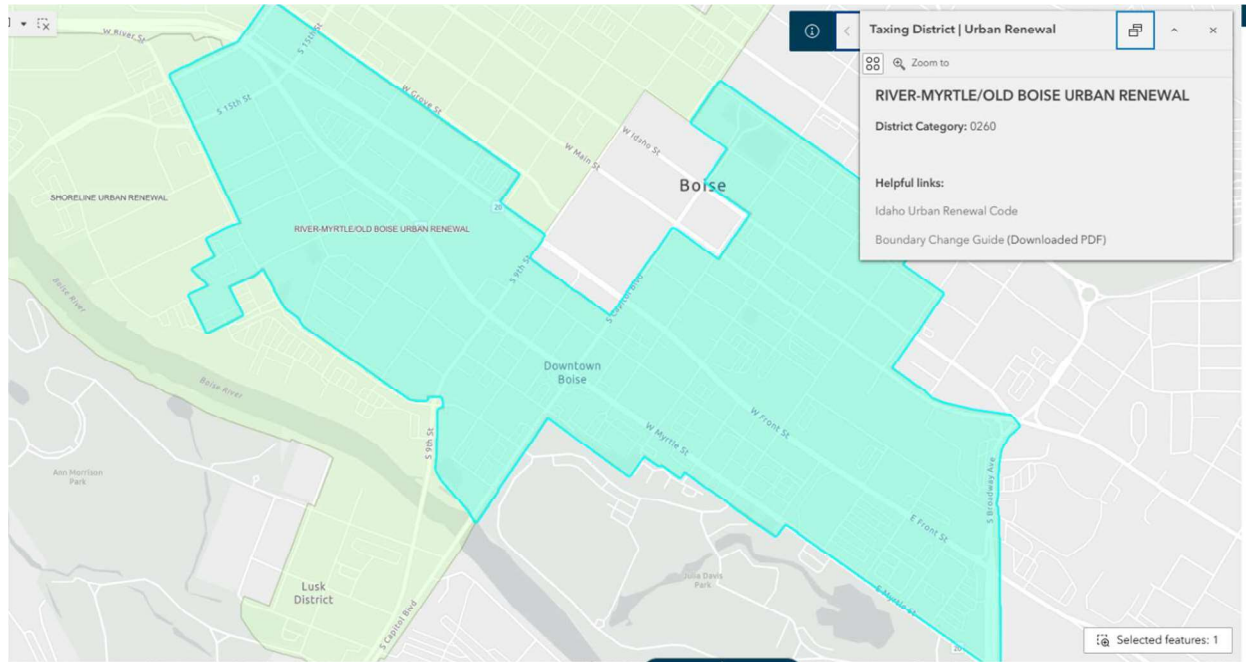 W River St
S 15th St
S 15th St
W Grove St
W Idaho St
W Main St
Boise
SHORELINE URBAN RENEWAL
RIVER-MYRTLE/OLD BOISE URBAN RENEWAL
20
S 9th St
S Capitol Blvd
Boise River
Boise River
Downtown
Boise
W Front St
W Myrtle St
S 9th St
Ann Morrison
Park
S Broadway Ave
E Front St
Julia Davis
Park
Lusk
District
E Myrtle St
S Capitol Blvd
20
Taxing District | Urban Renewal
Zoom to
RIVER-MYRTLE/OLD BOISE URBAN RENEWAL
District Category: 0260
Helpful links:
Idaho Urban Renewal Code
Boundary Change Guide (Downloaded PDF)
Selected features: 1